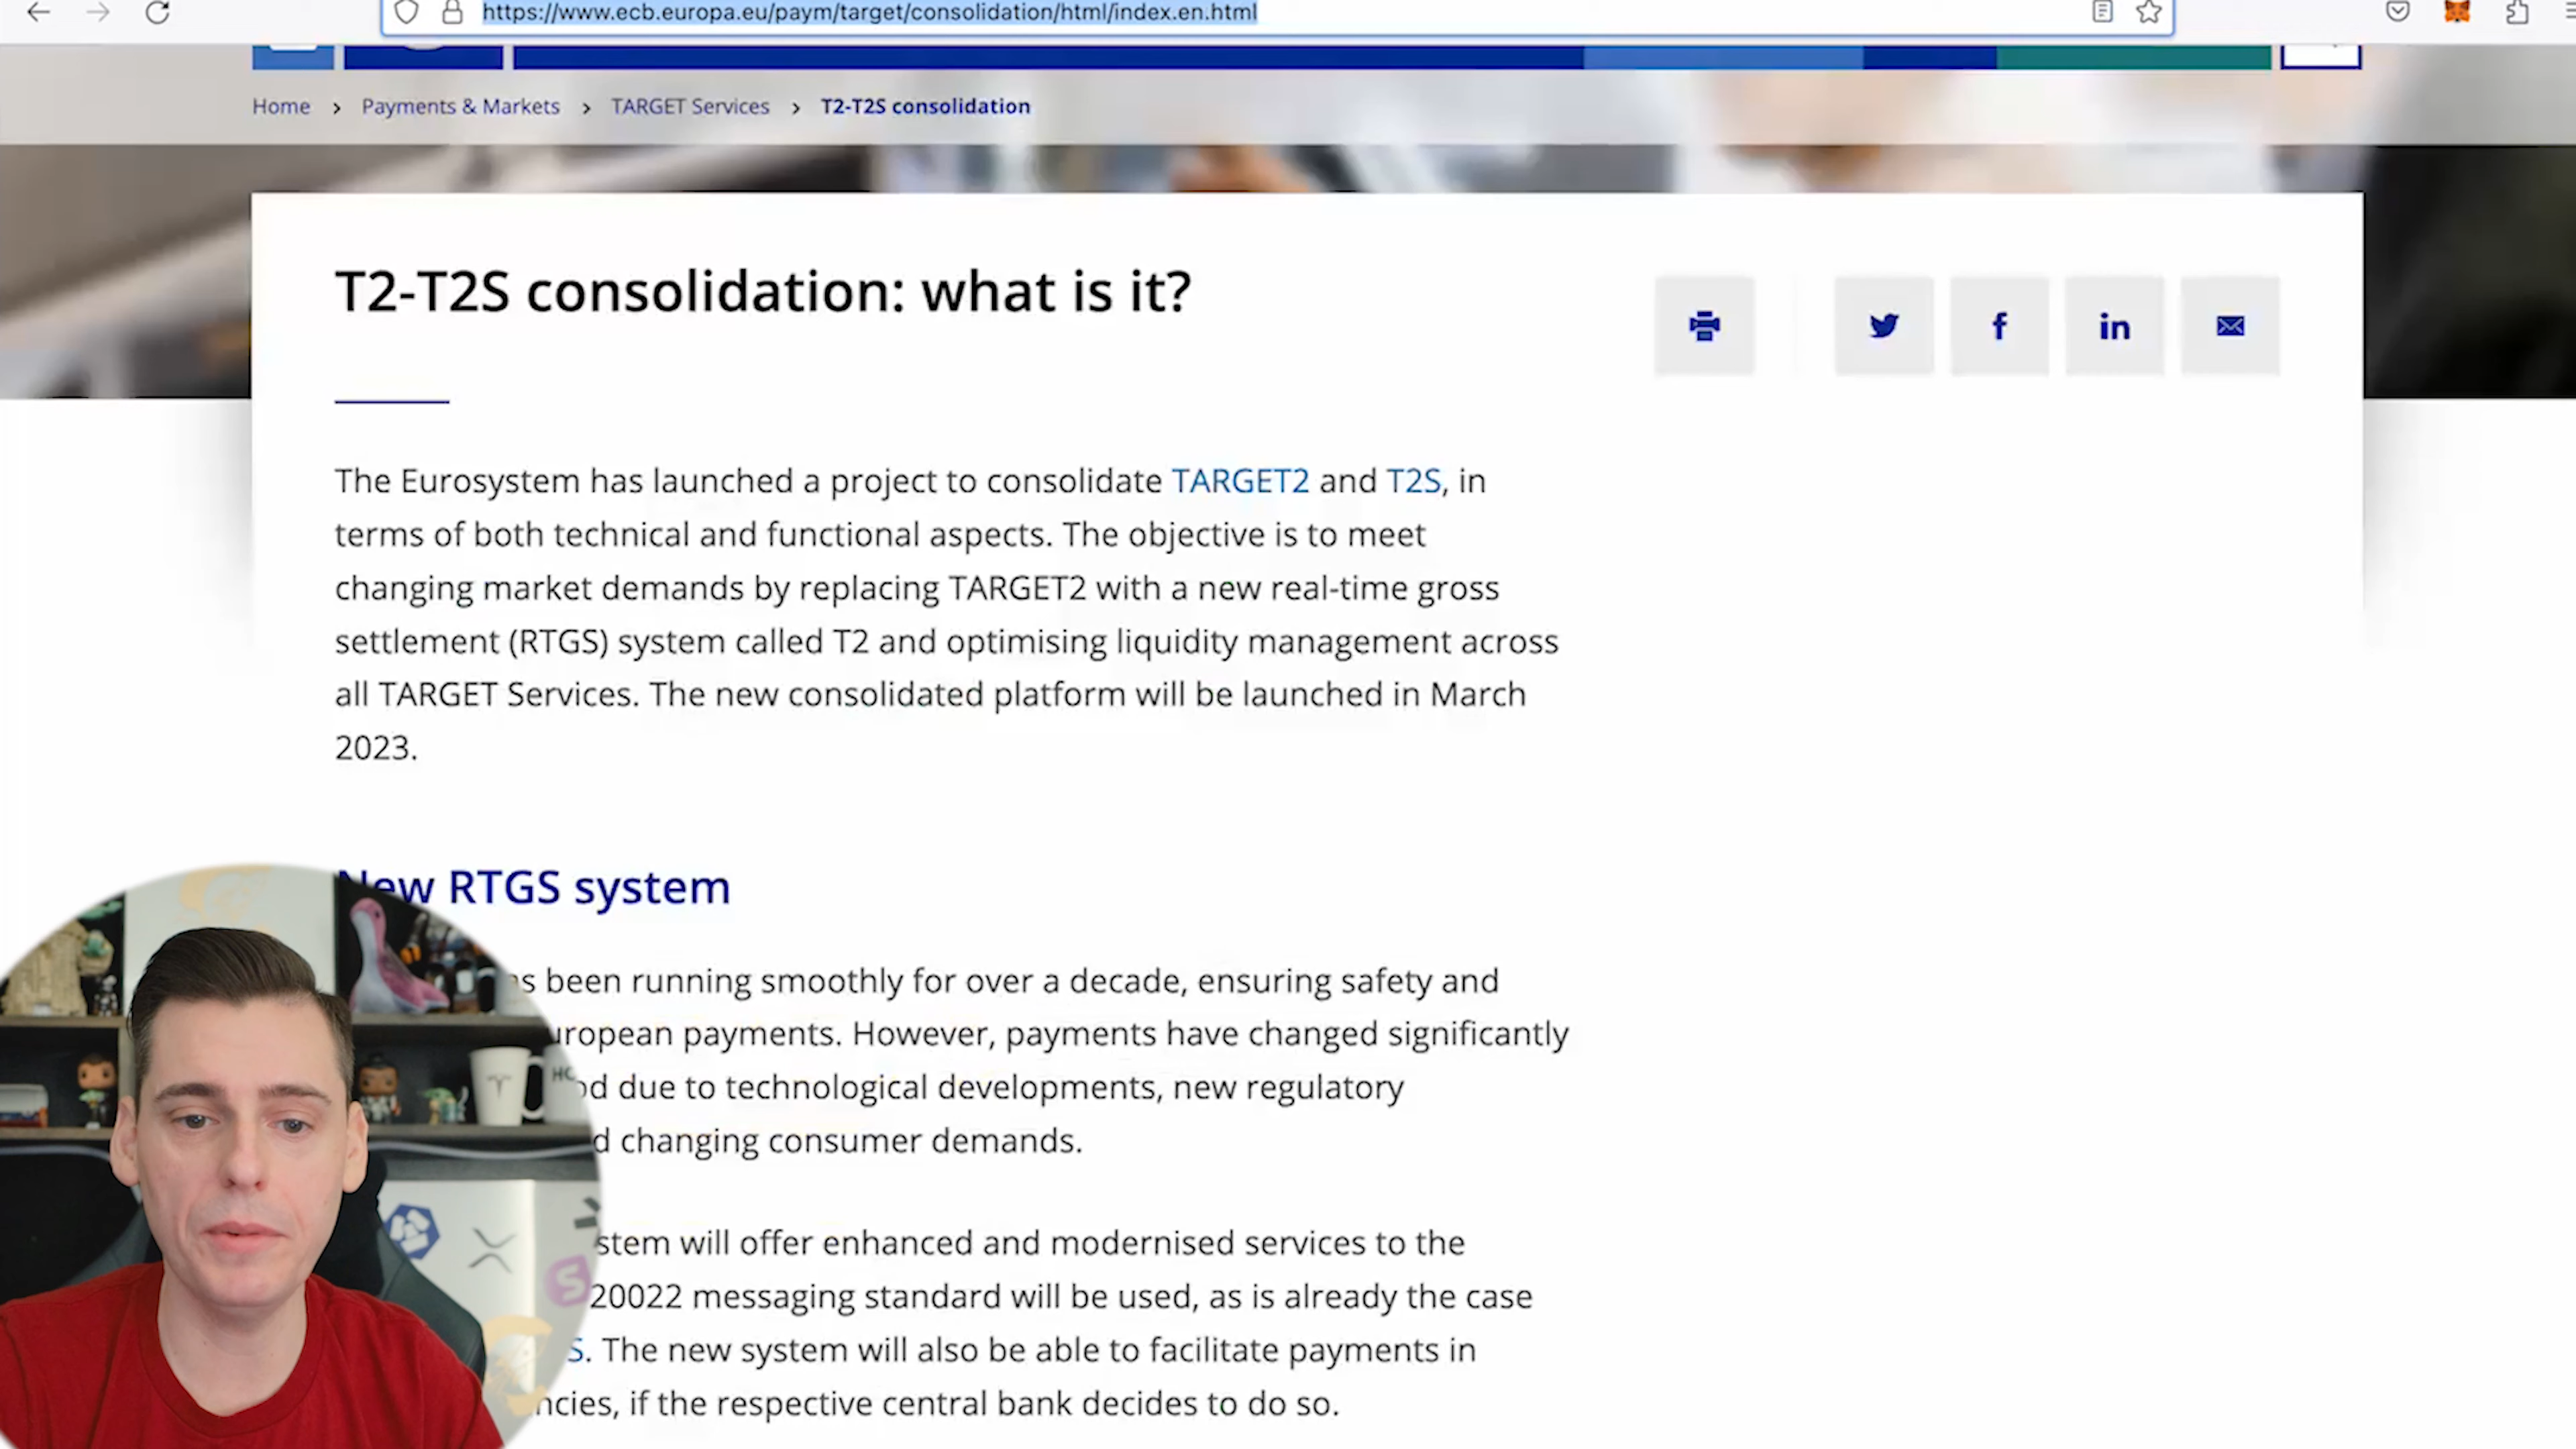 https://www.ecb.europa.eu/paym/target/consolidation/html/index.en.html
Home > Payments & Markets > TARGET Services > T2-T2S consolidation
T2-T2S consolidation: what is it?
The Eurosystem has launched a project to consolidate TARGET2 and T2S, in
terms of both technical and functional aspects. The objective is to meet
changing market demands by replacing TARGET2 with a new real-time gross
settlement (RTGS) system called T2 and optimising liquidity management across
all TARGET Services. The new consolidated platform will be launched in March
2023.
New RTGS system
been running smoothly for over a decade, ensuring safety and
payments. However, payments have changed significantly
due to technological developments, new regulatory
changing consumer demands.
will offer enhanced and modernised services to the
20022 messaging standard will be used, as is already the case
S. The new system will also be able to facilitate payments in
if the respective central bank decides to do so.